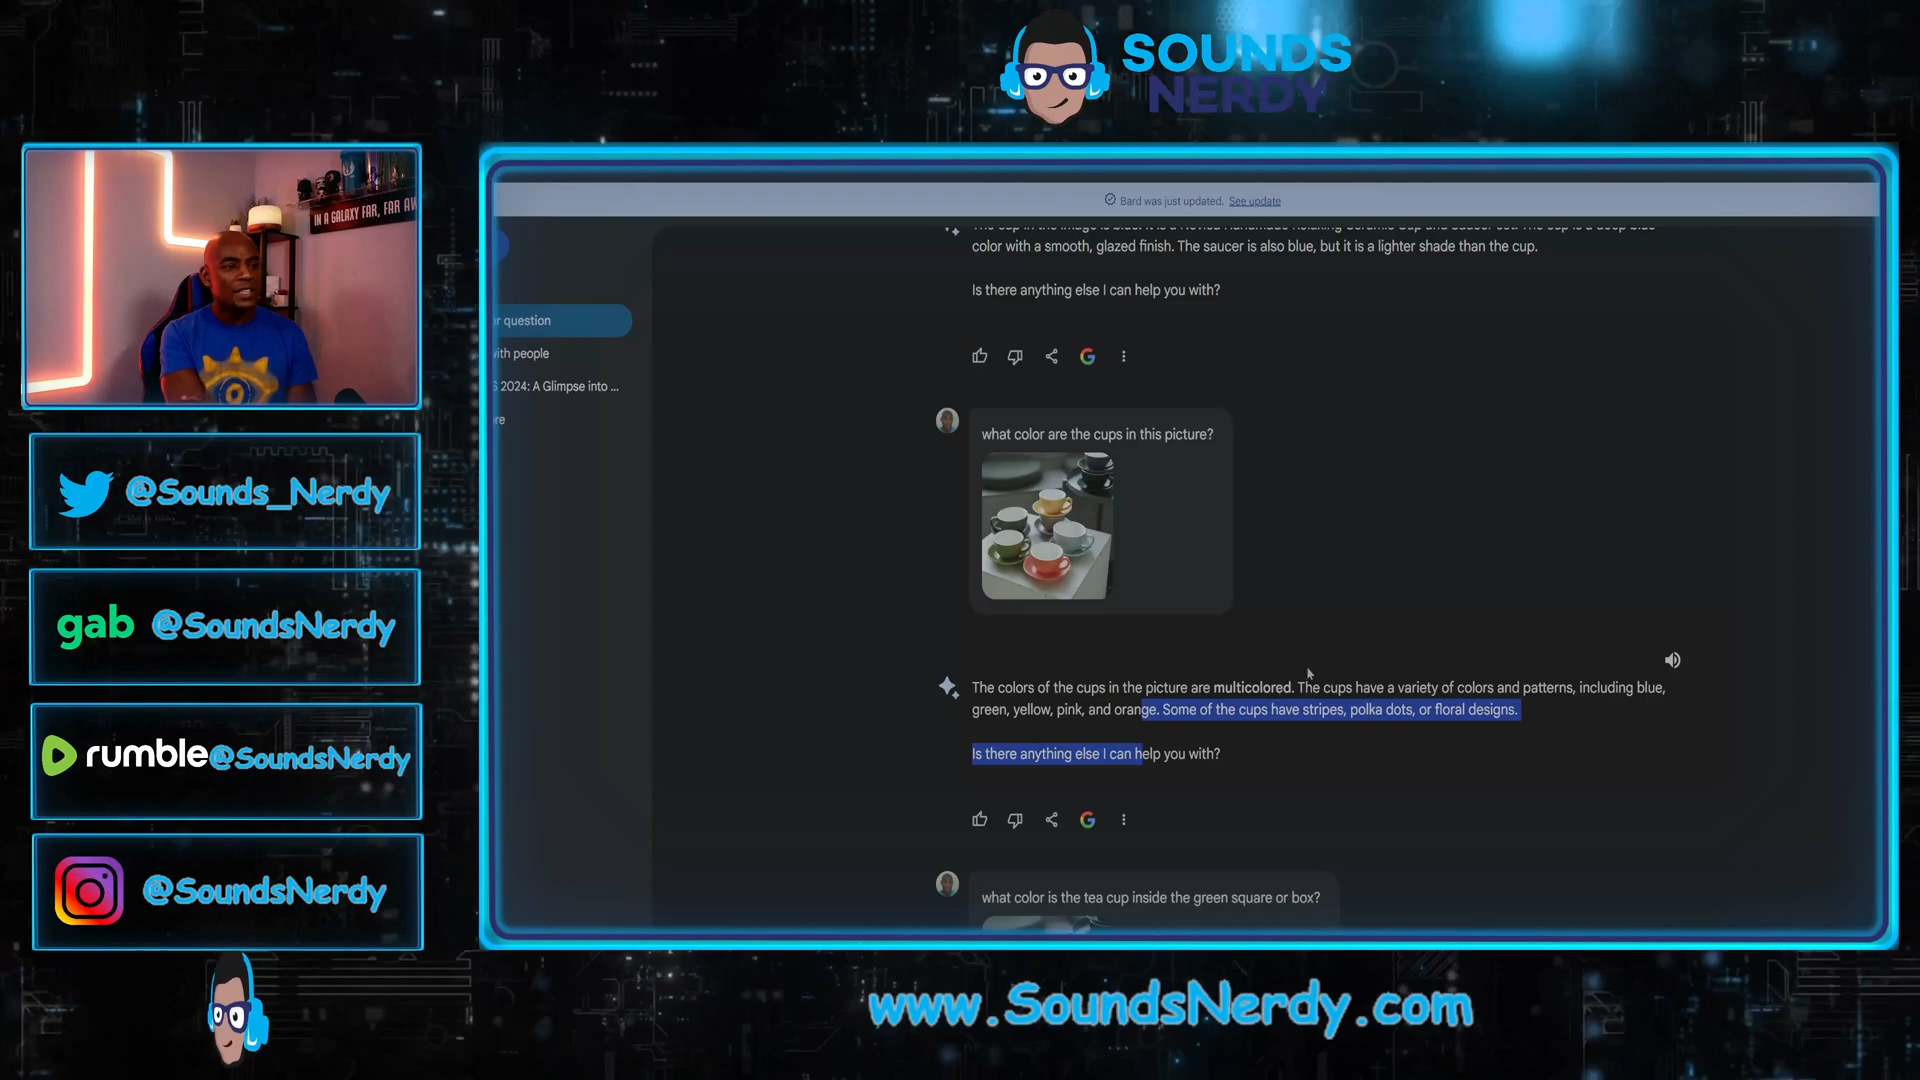 SOUNDS
NERDY
IN A GALAXY FAR, FAR AW
@Sounds_Nerdy
gab @SoundsNerdy
rumble @SoundsNerdy
@SoundsNerdy
Bard was just updated. See update
or question
with people
S 2024: A Glimpse into ...
re
color with a smooth, glazed finish. The saucer is also blue, but it is a lighter shade than the cup.
Is there anything else I can help you with?
what color are the cups in this picture?
The colors of the cups in the picture are multicolored. The cups have a variety of colors and patterns, including blue,
green, yellow, pink, and orange. Some of the cups have stripes, polka dots, or floral designs.
Is there anything else I can help you with?
what color is the tea cup inside the green square or box?
www.SoundsNerdy.com